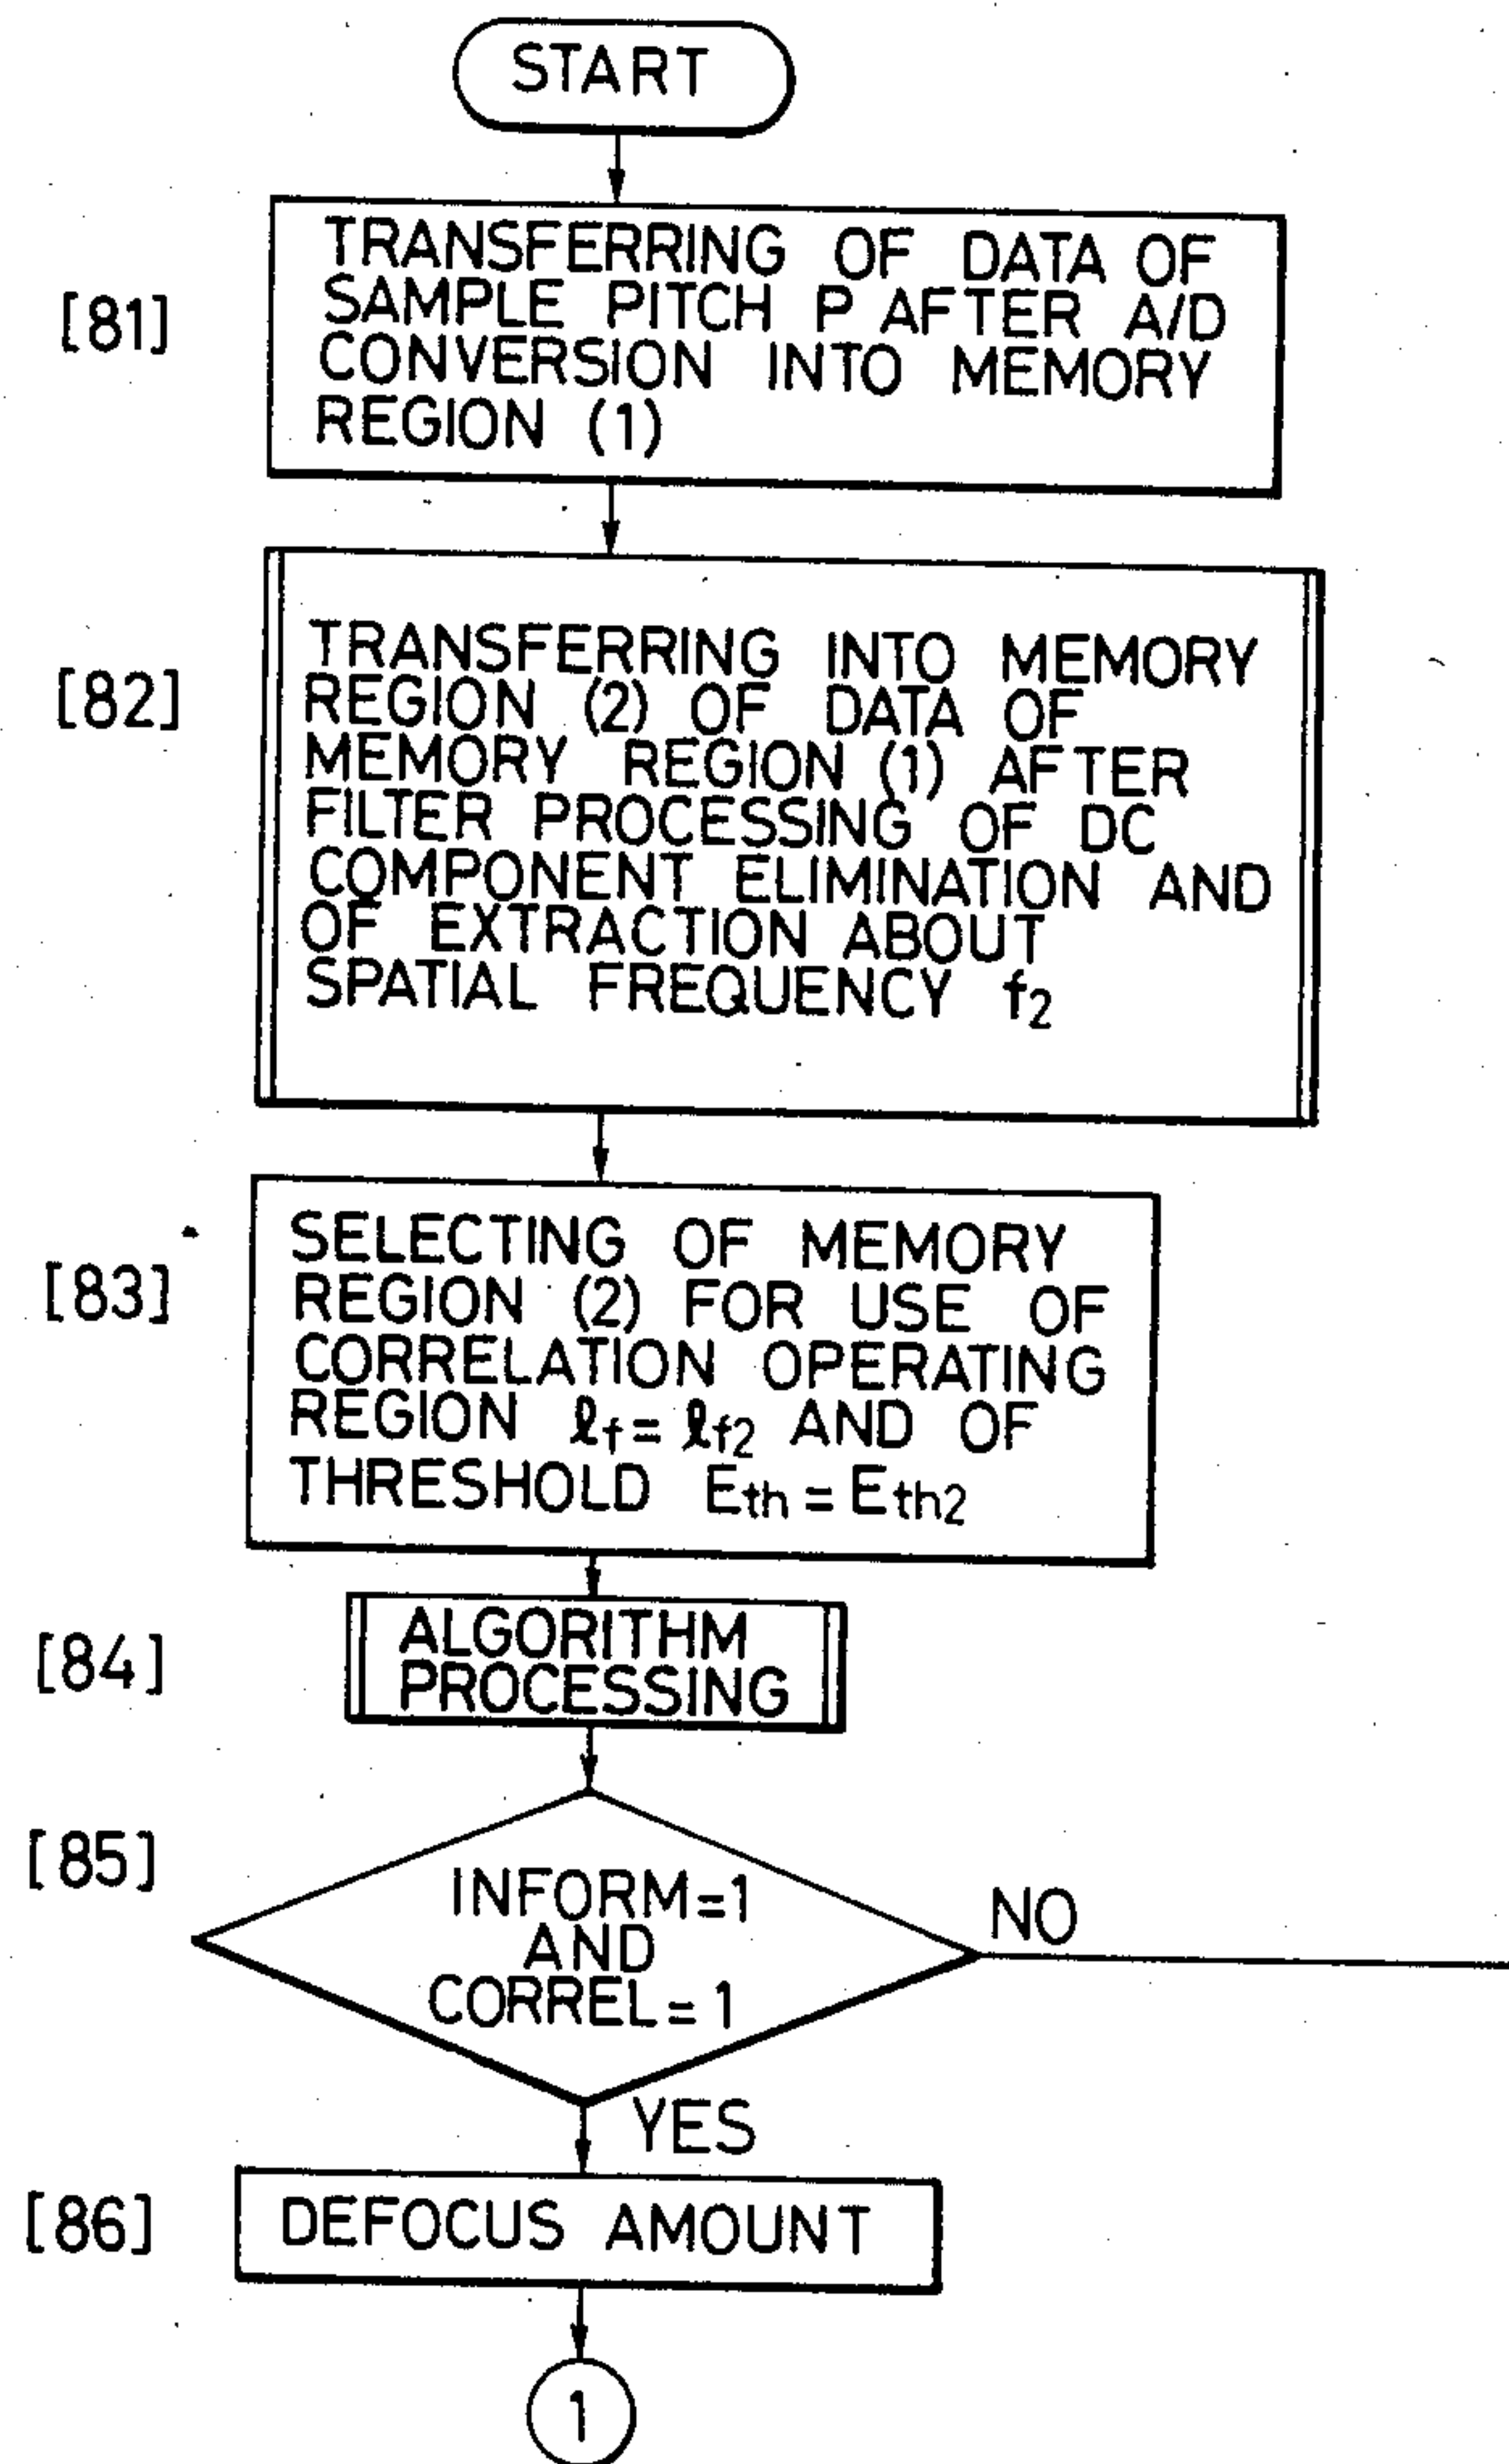 START
[81]
TRANSFERRING OF DATA OF
SAMPLE PITCH P AFTER A/D
CONVERSION INTO MEMORY
REGION (1)
[82]
TRANSFERRING INTO MEMORY
REGION (2) OF DATA OF
MEMORY REGION (1) AFTER
FILTER PROCESSING OF DC
COMPONENT ELIMINATION AND
OF EXTRACTION ABOUT
SPATIAL FREQUENCY f₂
[83]
SELECTING OF MEMORY
REGION (2) FOR USE OF
CORRELATION OPERATING
REGION ℓf = ℓf2 AND OF
THRESHOLD Eth = Eth2
[84]
ALGORITHM
PROCESSING
[85]
INFORM=1
AND
CORREL=1
NO
YES
[86]
DEFOCUS AMOUNT
1